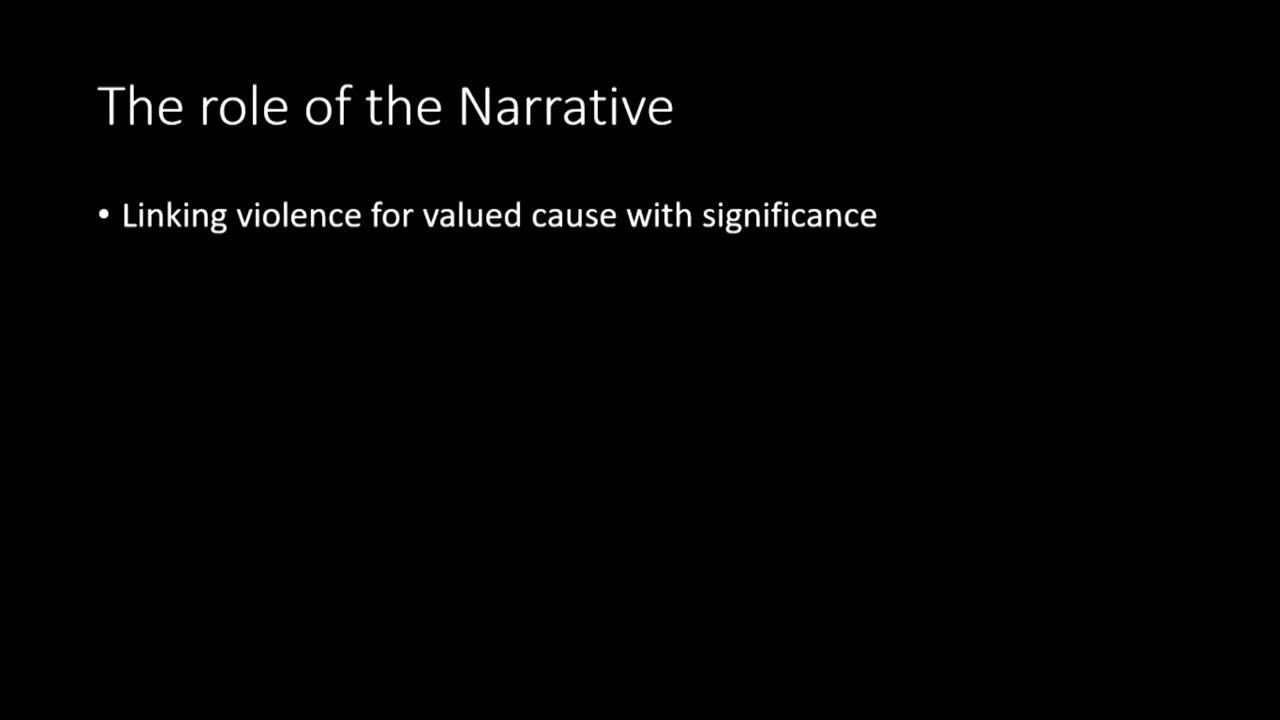 The role of the Narrative
• Linking violence for valued cause with significance